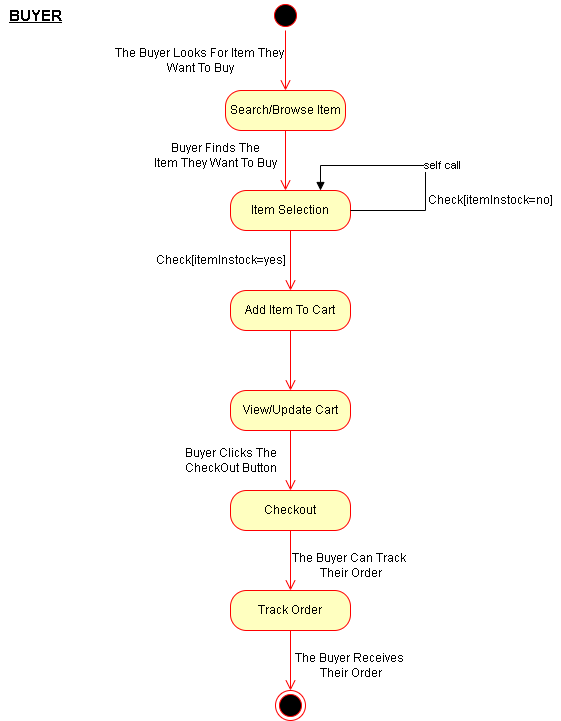 BUYER
The Buyer Looks For Item They
Want To Buy
Search/Browse Item
Buyer Finds The
Item They Want To Buy
self call
Check[itemInstock=no]
Item Selection
Check[itemInstock=yes]
Add Item To Cart
View/Update Cart
Buyer Clicks The
CheckOut Button
Checkout
The Buyer Can Track
Their Order
Track Order
The Buyer Receives
Their Order